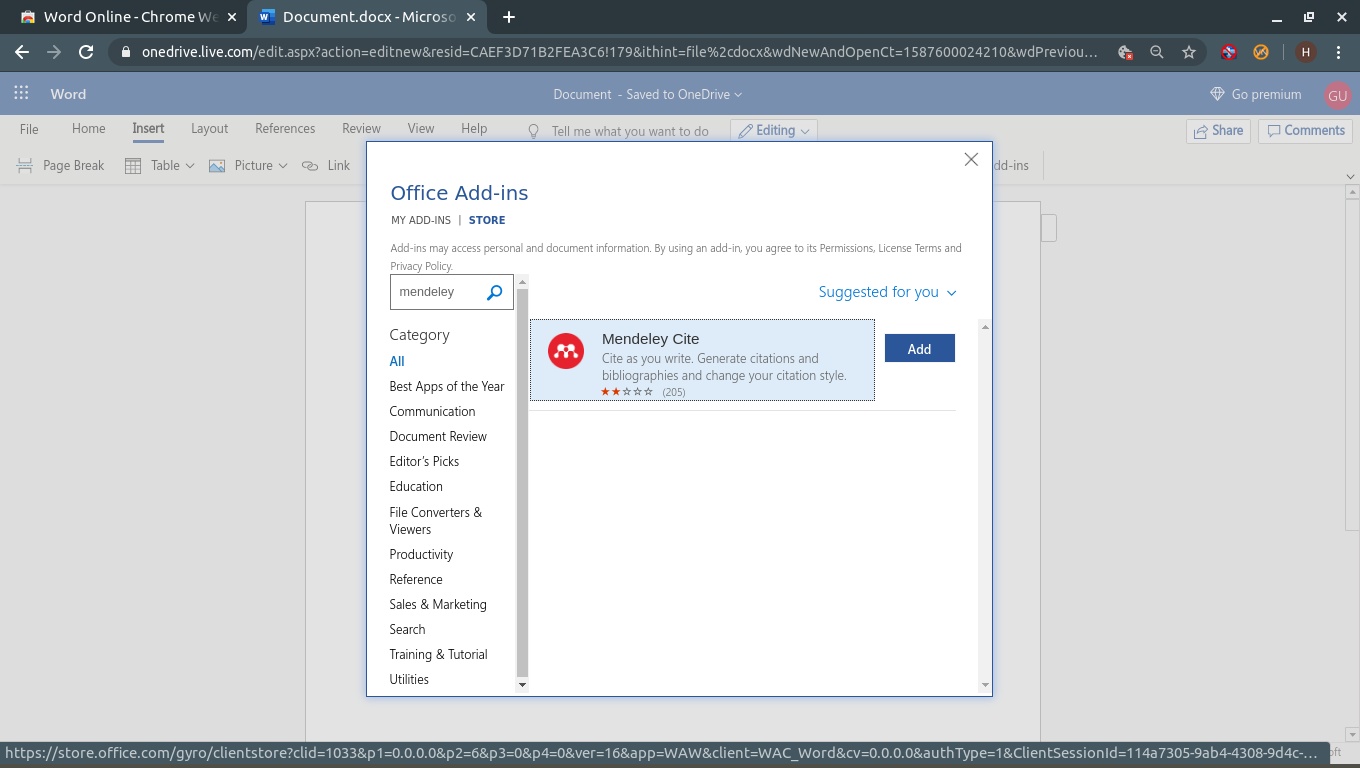 Word Online - Chrome We
Document.docx - Microso
onedrive.live.com/edit.aspx?action=editnew&resid=CAEF3D71B2FEA3C6!179&ithint=file%2cdocx&wdNewAndOpenCt=1587600024210&wdPreviou...
H
Word
Document - Saved to OneDrive
Go premium
GU
File Home Insert Layout References Review View Help Tell me what you want to do Editing Share Comments
Page Break Table Picture Link dd-ins
Office Add-ins
MY ADD-INS | STORE
Add-ins may access personal and document information. By using an add-in, you agree to its Permissions, License Terms and
Privacy Policy.
mendeley
Suggested for you
Category
All
Best Apps of the Year
Communication
Document Review
Editor's Picks
Education
File Converters &
Viewers
Productivity
Reference
Sales & Marketing
Search
Training & Tutorial
Utilities
Mendeley Cite
Cite as you write. Generate citations and
bibliographies and change your citation style.
(205)
Add
https://store.office.com/gyro/clientstore?clid=1033&p1=0.0.0.0&p2=6&p3=0&p4=0&ver=16&app=WAW&client=WAC_Word&cv=0.0.0.0&authType=1&ClientSessionId=114a7305-9ab4-4308-9d4c-...
oft